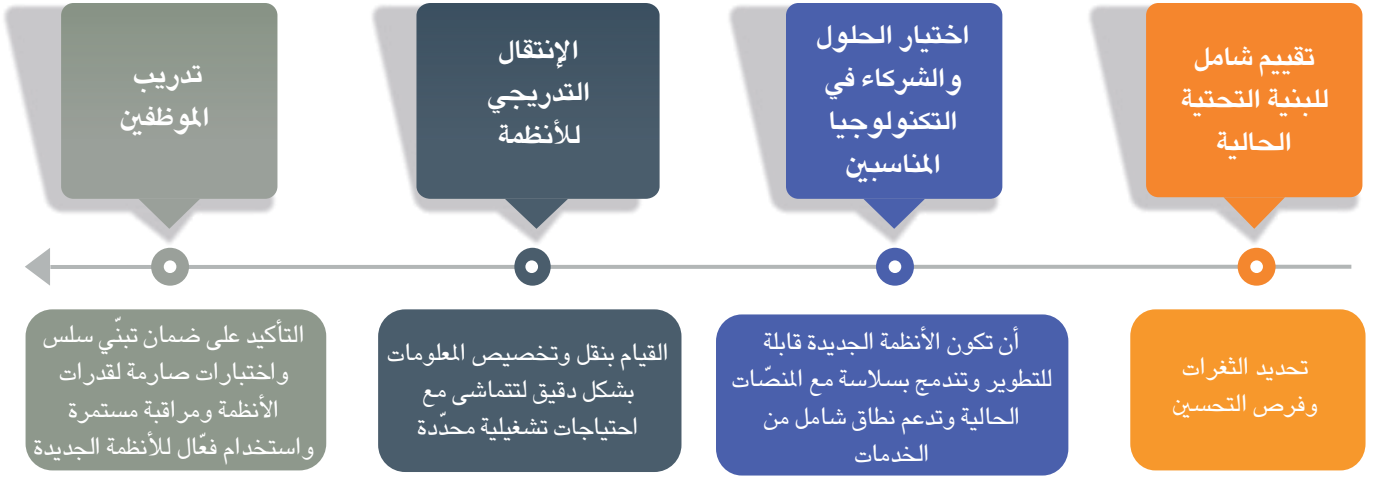 تقييم شامل
للبنية التحتية
الحالية
تحديد الثغرات
وفرص التحسين
اختيار الحلول
والشركاء في
التكنولوجيا
المناسبين
أن تكون الأنظمة الجديدة قابلة
للتطوير وتندمج بسلاسة مع المنصّات
الحالية وتدعم نطاق شامل من
الخدمات
الإنتقال
التدريجي
للأنظمة
القيام بنقل وتخصيص المعلومات
بشكل دقيق لتتماشى مع
احتياجات تشغيلية محدّدة
تدريب
الموظفين
التأكيد على ضمان تبنّي سلس
واختبارات صارمة لقدرات
الأنظمة ومراقبة مستمرة
واستخدام فعّال للأنظمة الجديدة